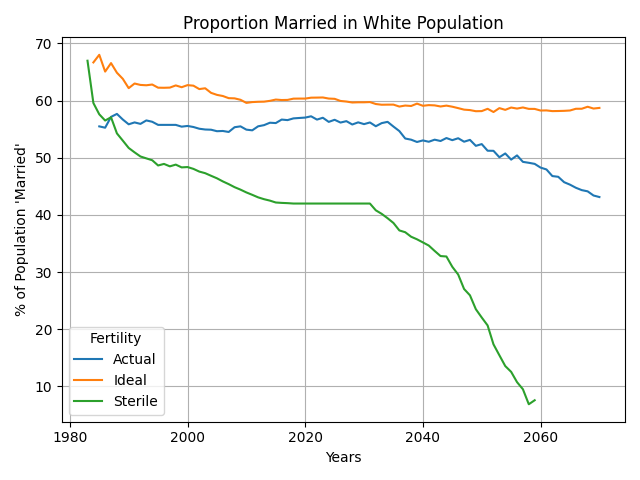 Proportion Married in White Population
% of Population 'Married'
70
60
50
40
30
20
10
Fertility
Actual
Ideal
Sterile
1980
2000
2020
2040
2060
Years